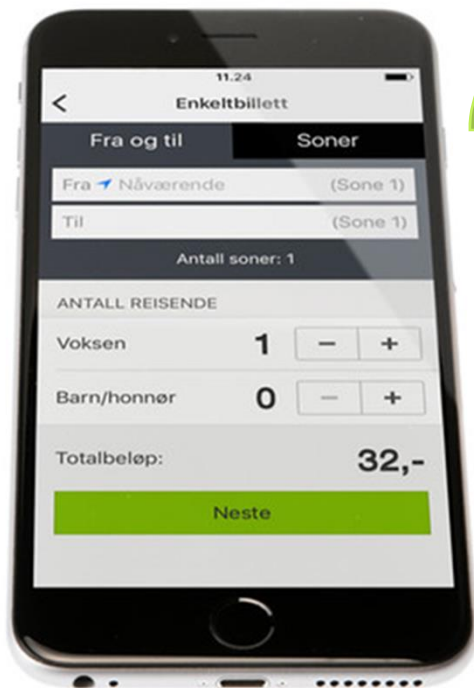 11.24
Enkeltbillett
Fra og til Soner
Fra Nåværende (Sone 1)
Til (Sone 1)
Antall soner: 1
ANTALL REISENDE
Voksen 1 − +
Barn/honnør 0 − +
Totalbeløp: 32,-
Neste